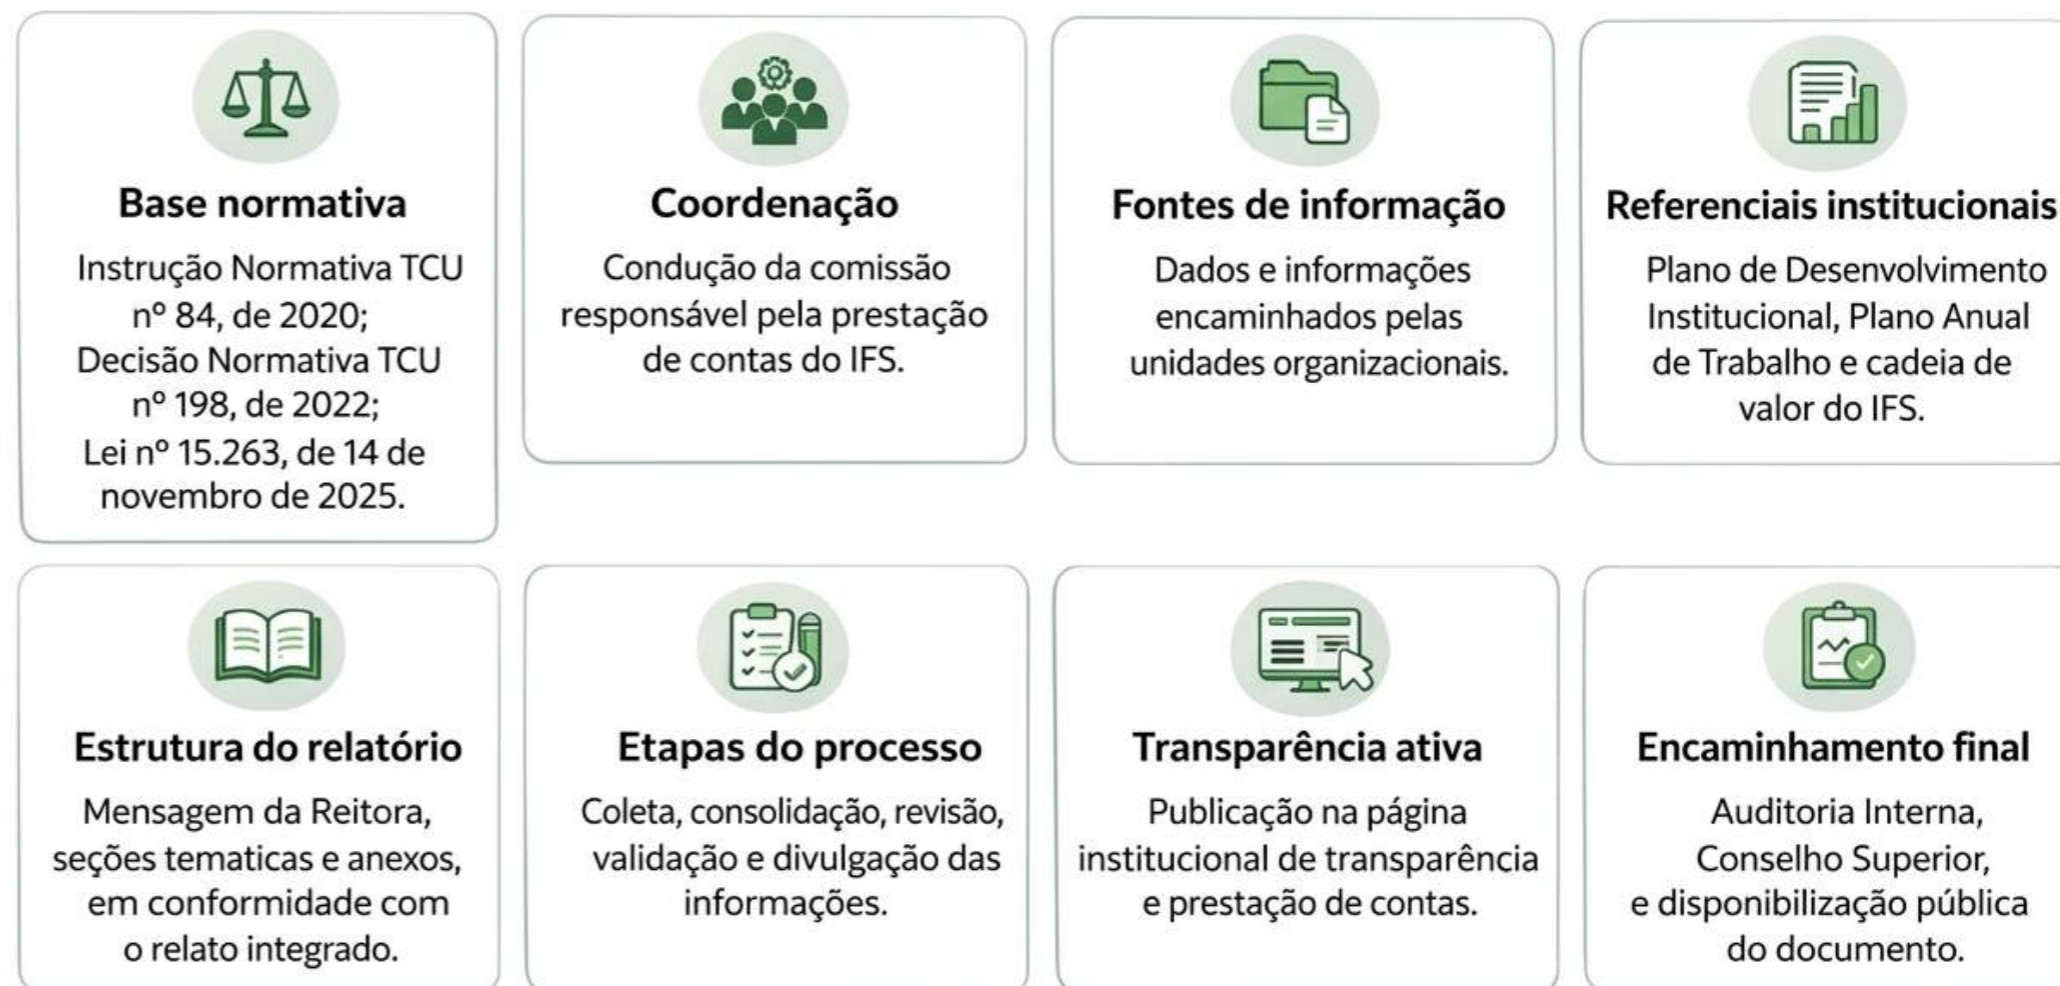 Base normativa
Instrução Normativa TCU
nº 84, de 2020;
Decisão Normativa TCU
nº 198, de 2022;
Lei nº 15.263, de 14 de
novembro de 2025.
Coordenação
Condução da comissão
responsável pela prestação
de contas do IFS.
Fontes de informação
Dados e informações
encaminhados pelas
unidades organizacionais.
Referenciais institucionais
Plano de Desenvolvimento
Institucional, Plano Anual
de Trabalho e cadeia de
valor do IFS.
Estrutura do relatório
Mensagem da Reitora,
seções tematicas e anexos,
em conformidade com
o relato integrado.
Etapas do processo
Coleta, consolidação, revisão,
validação e divulgação das
informações.
Transparência ativa
Publicação na página
institucional de transparência
e prestação de contas.
Encaminhamento final
Auditoria Interna,
Conselho Superior,
e disponibilização pública
do documento.